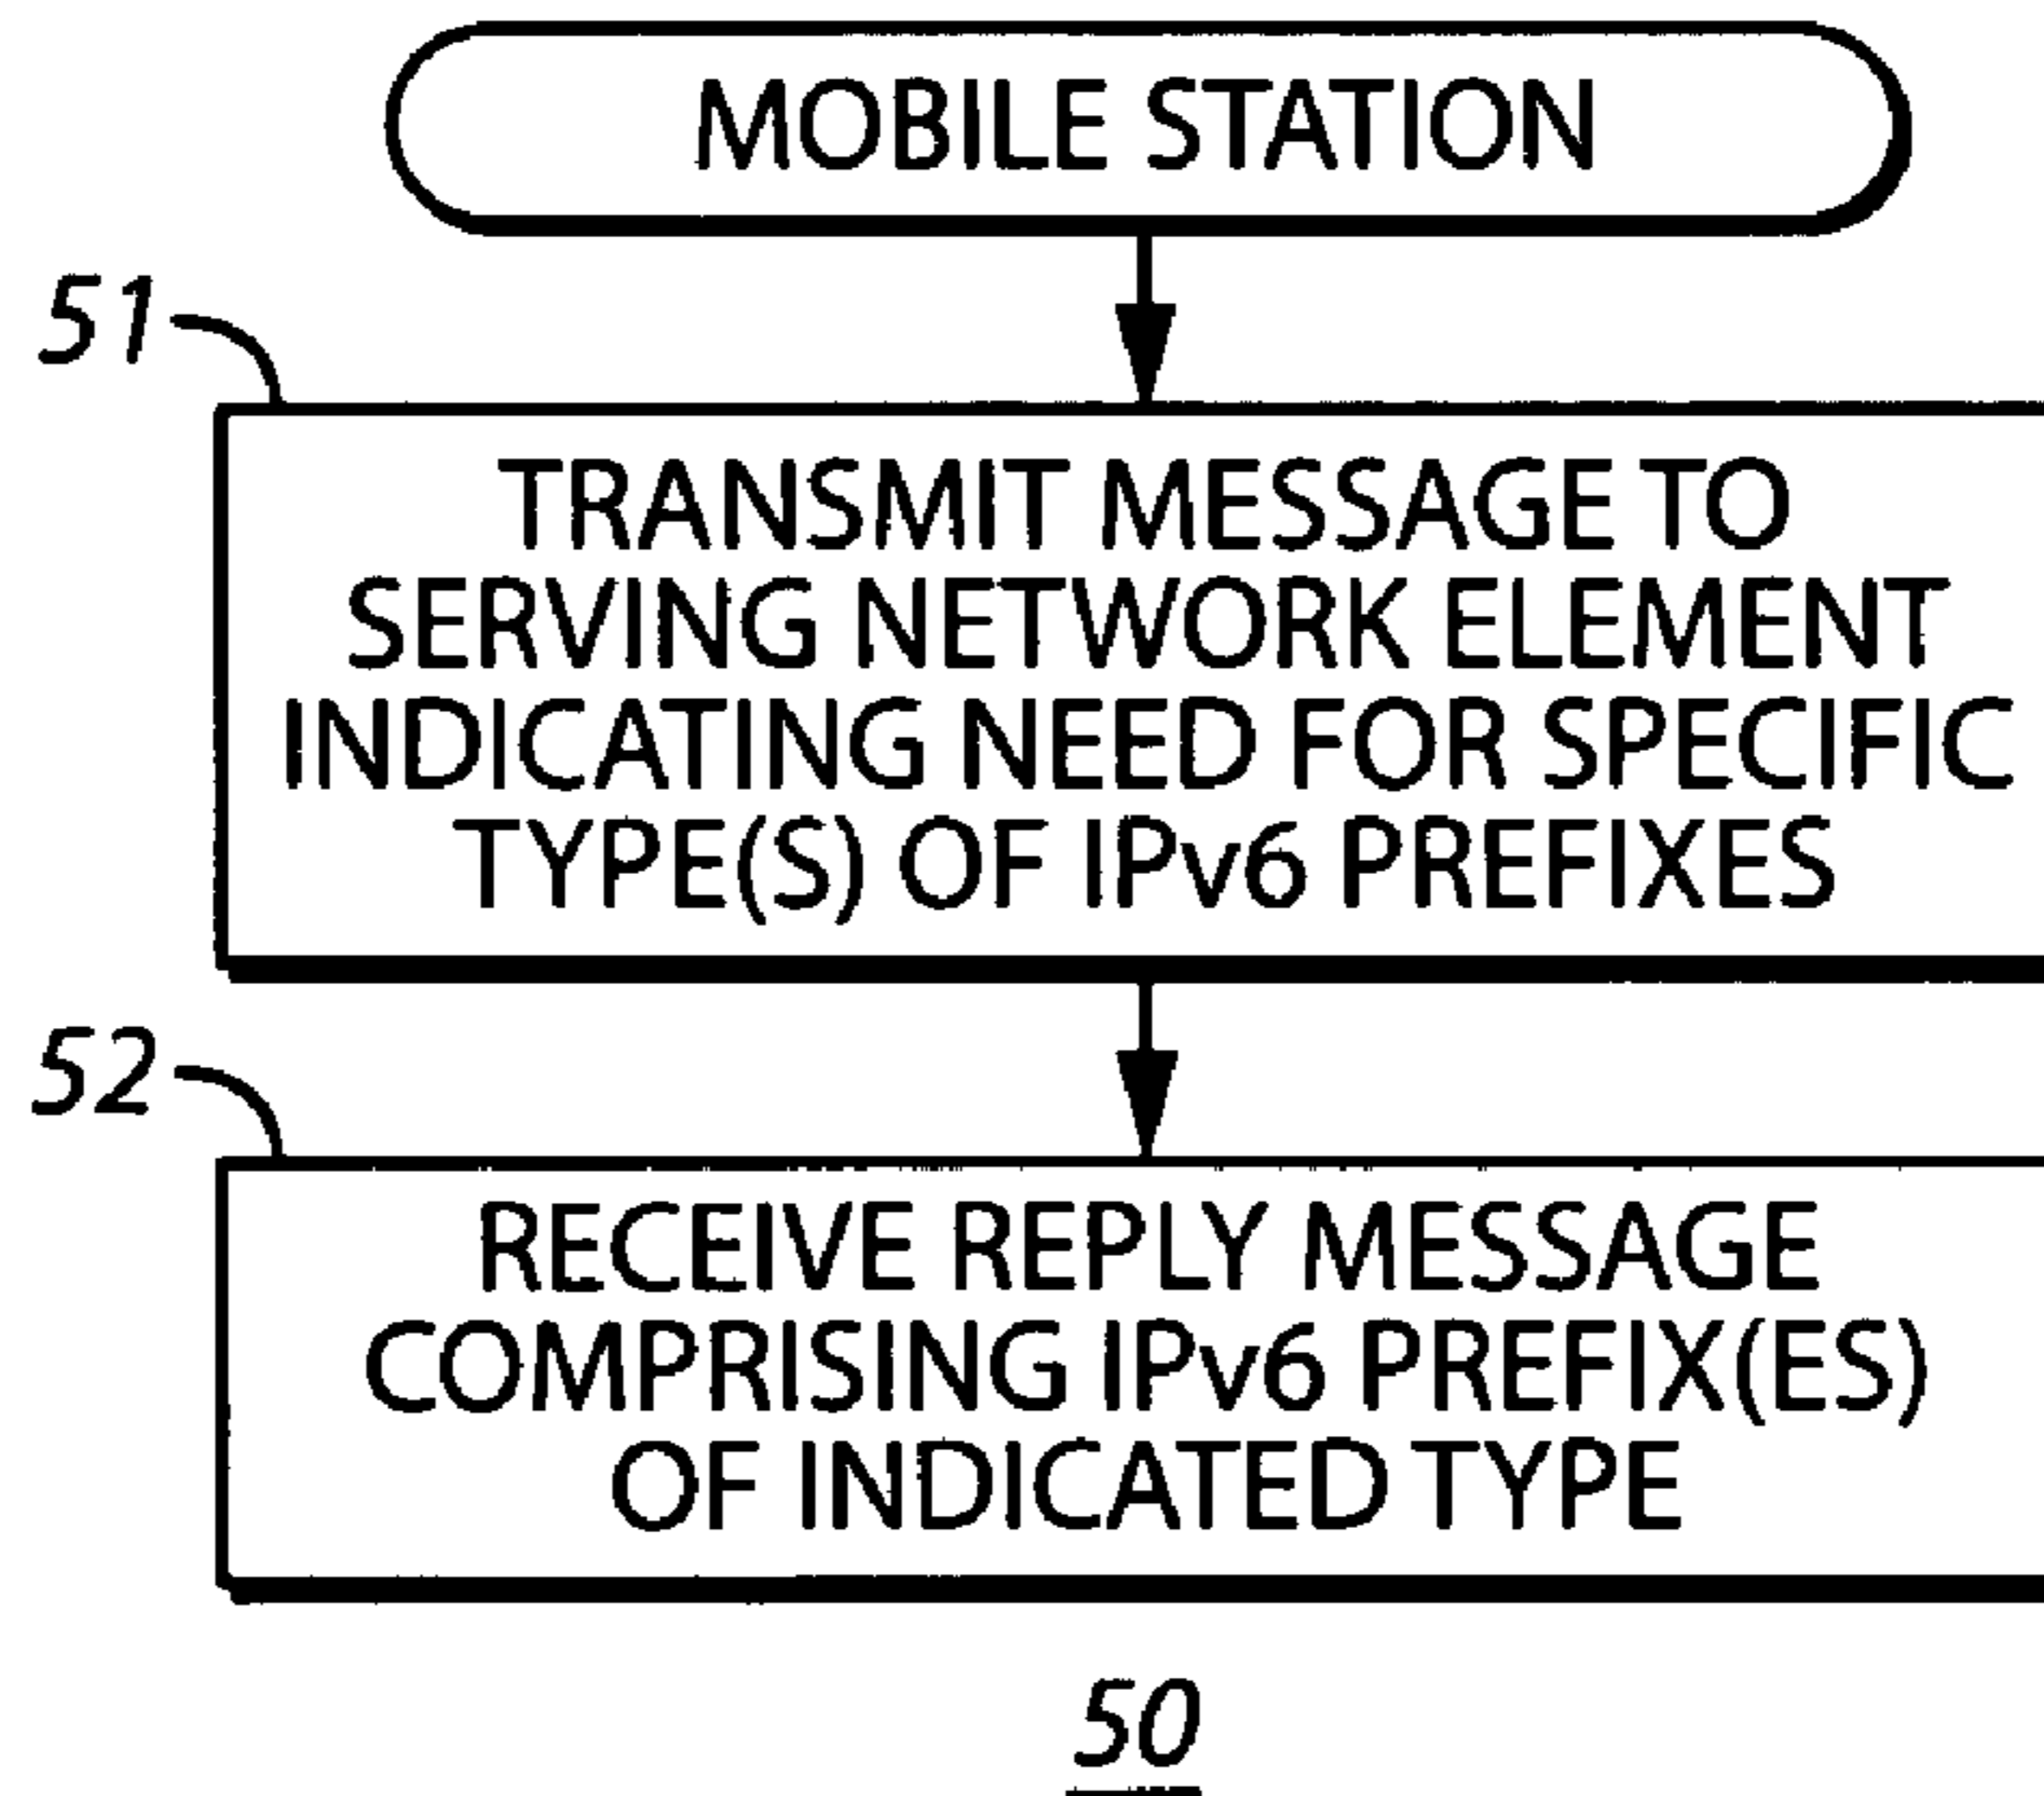 MOBILE STATION
51
TRANSMIT MESSAGE TO
SERVING NETWORK ELEMENT
INDICATING NEED FOR SPECIFIC
TYPE(S) OF IPv6 PREFIXES
52
RECEIVE REPLY MESSAGE
COMPRISING IPv6 PREFIX(ES)
OF INDICATED TYPE
50